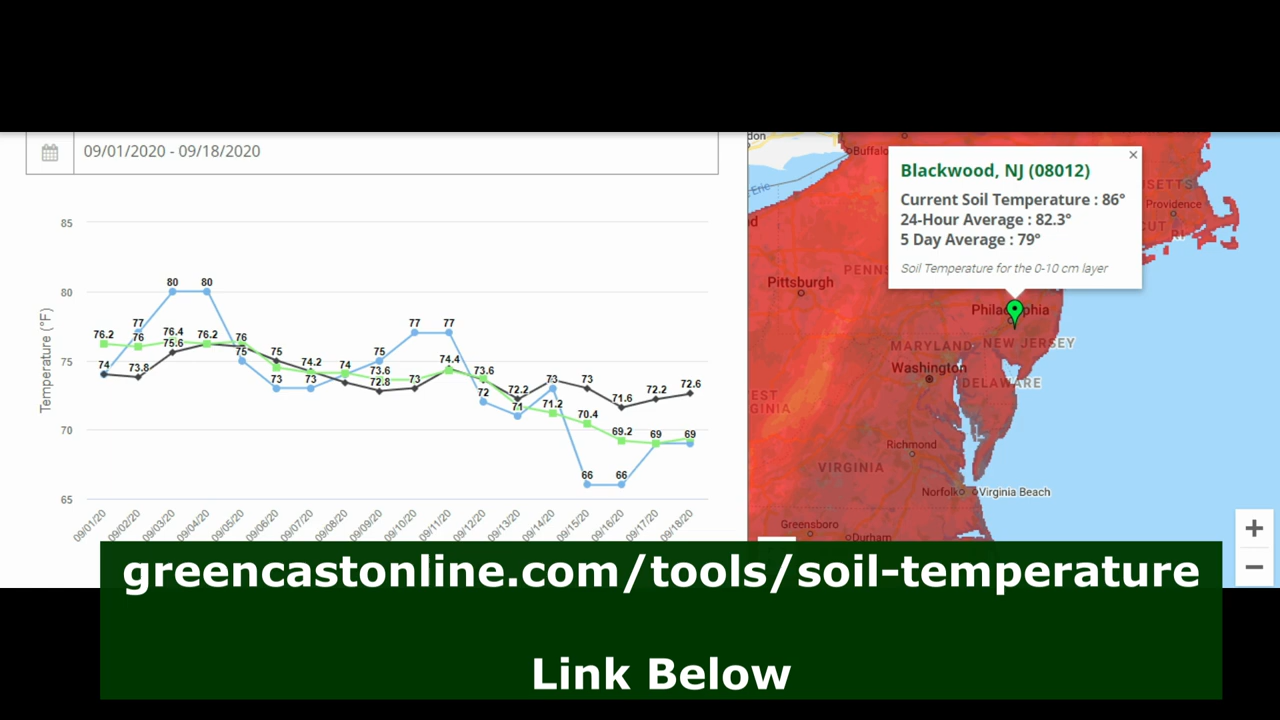 09/01/2020 - 09/18/2020
85
80
75
70
65
Temperature (°F)
76.2
74
77
76
73.8
80
76.4
75.6
80
76.2
76
75
75
73
74.2
73
74
75
73.6
72.8
77
73
77
74.4
73.6
72
72.2
71
73
71.2
73
70.4
66
71.6
69.2
66
72.2
69
72.6
69
09/01/20
09/02/20
09/03/20
09/04/20
09/05/20
09/06/20
09/07/20
09/08/20
09/09/20
09/10/20
09/11/20
09/12/20
09/13/20
09/14/20
09/15/20
09/16/20
09/17/20
09/18/20
don
Buffalo
Erie
Blackwood, NJ (08012)
×
Current Soil Temperature : 86°
24-Hour Average : 82.3°
5 Day Average : 79°
Soil Temperature for the 0-10 cm layer
SETTS
Providence
CUT
RI
PENNS
Pittsburgh
Philadelphia
MARYLAND
NEW JERSEY
Washington
DELAWARE
EST
GINIA
Richmond
VIRGINIA
Norfolk
Virginia Beach
Greensboro
Durham
+
−
greencastonline.com/tools/soil-temperature
Link Below